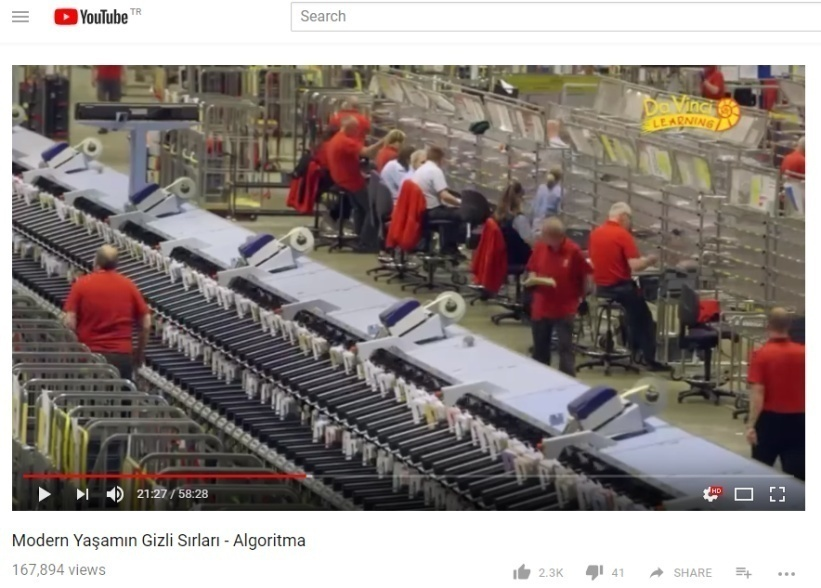 YouTube TR
Search
Da Vinci
LEARNING
HD
21:27 / 58:28
Modern Yaşamın Gizli Sırları - Algoritma
167,894 views
2.3K
41
SHARE